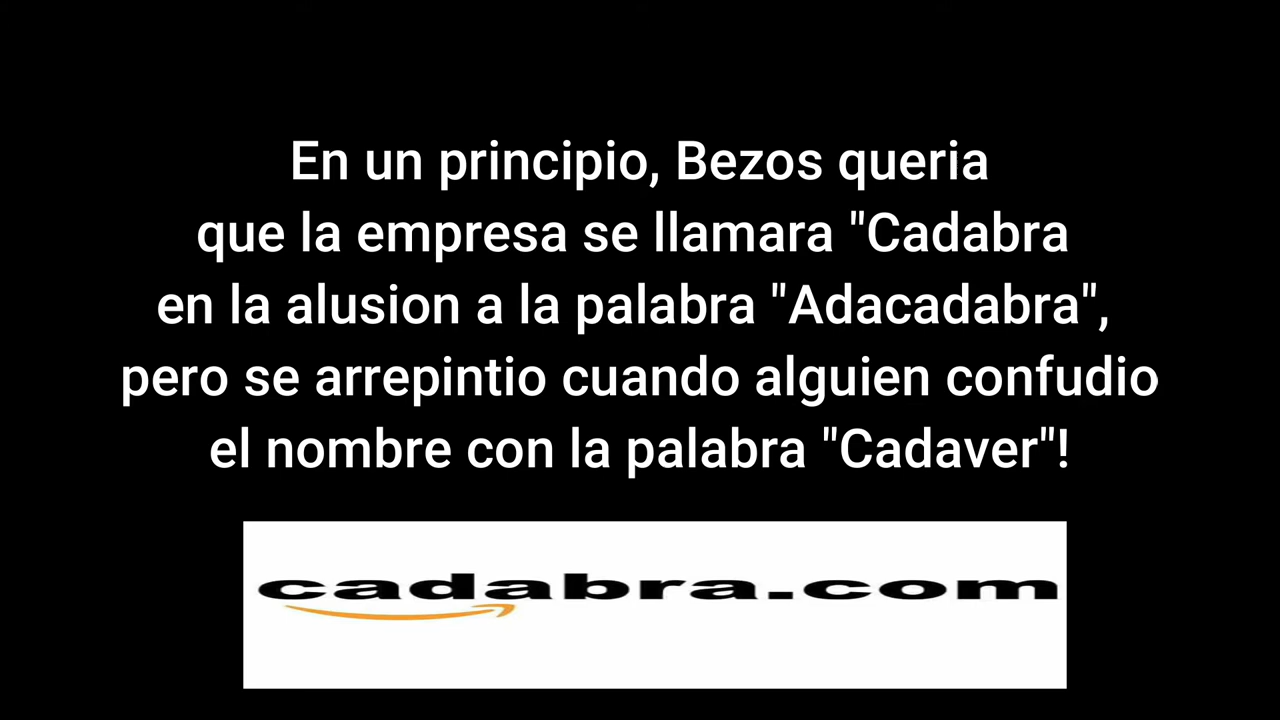 En un principio, Bezos queria
que la empresa se llamara "Cadabra
en la alusion a la palabra "Adacadabra",
pero se arrepintio cuando alguien confudio
el nombre con la palabra "Cadaver"!
cadabra.com